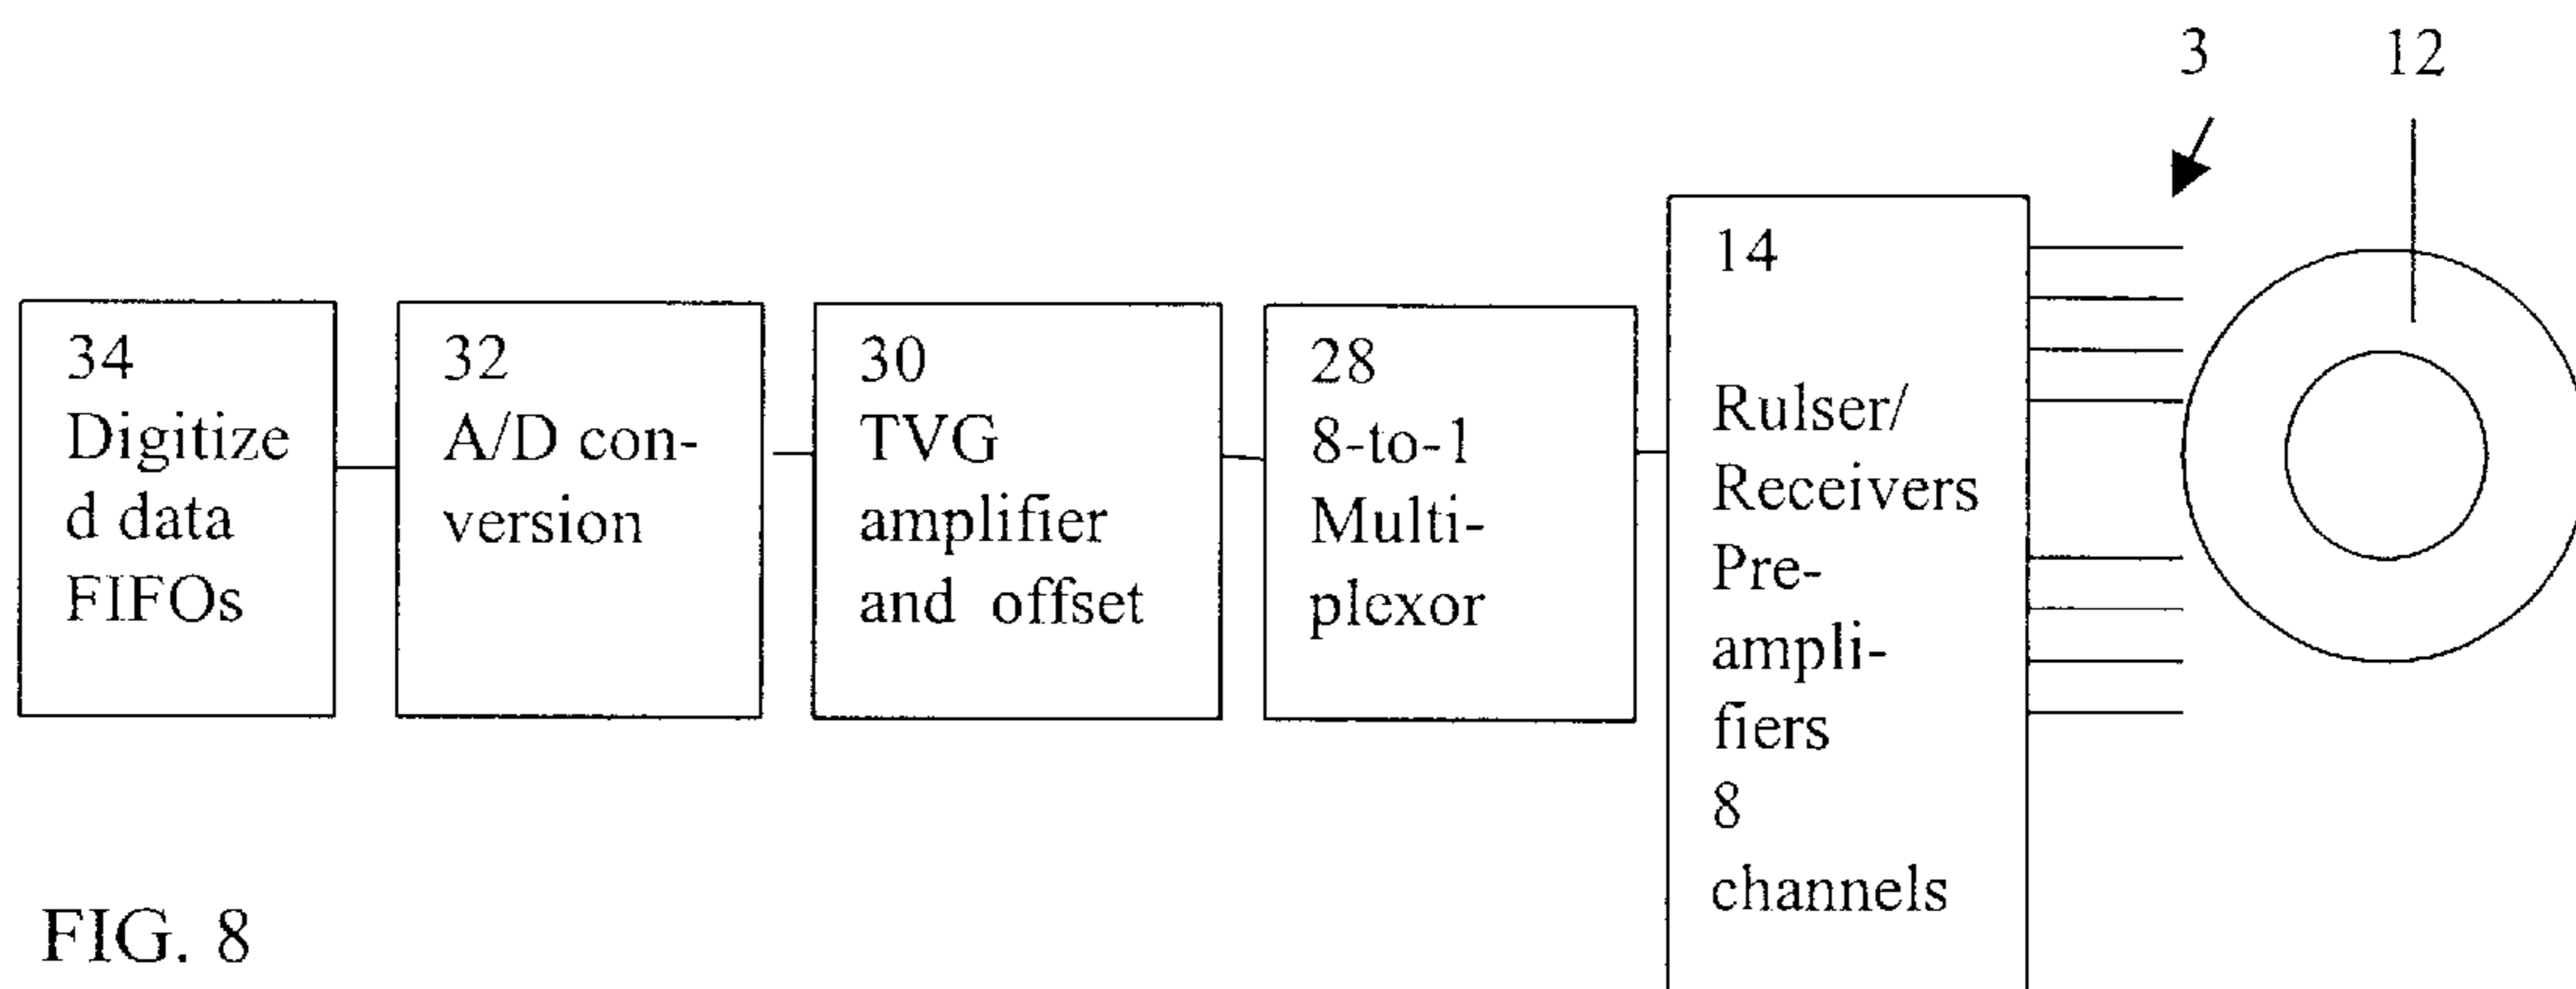 3
12
34
Digitize
d data
FIFOs
32
A/D con-
version
30
TVG
amplifier
and offset
28
8-to-1
Multi-
plexor
14
Rulser/
Receivers
Pre-
ampli-
fiers
8
channels
FIG. 8